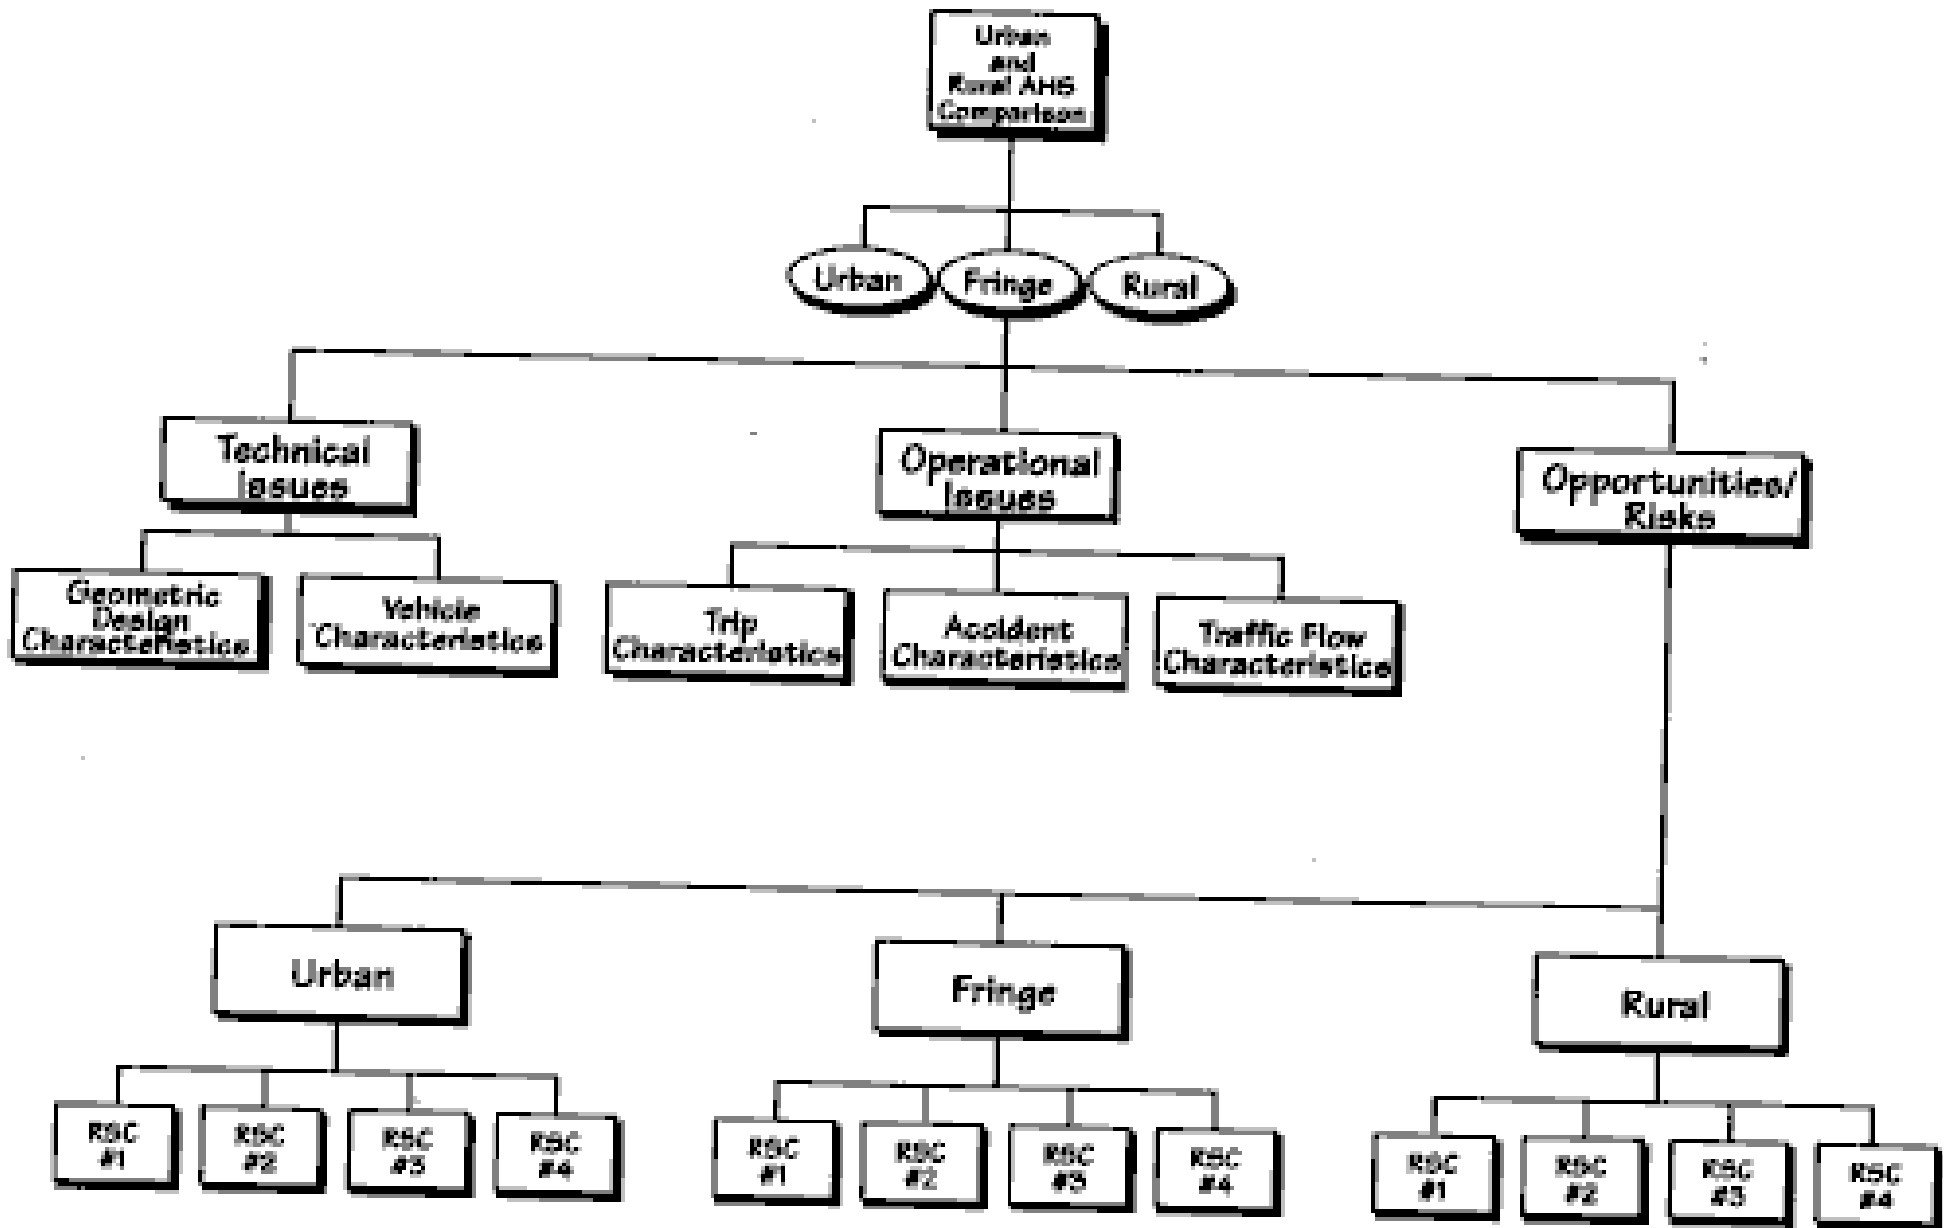 Urban
and
Rural AHS
Comparison
Urban
Fringe
Rural
Technical
Issues
Operational
Issues
Opportunities/
Risks
Geometric
Design
Characteristics
Vehicle
Characteristics
Trip
Characteristics
Accident
Characteristics
Traffic Flow
Characteristics
Urban
Fringe
Rural
RSC
#1
RSC
#2
RSC
#3
RSC
#4
RSC
#1
RSC
#2
RSC
#3
RSC
#4
RSC
#1
RSC
#2
RSC
#3
RSC
#4